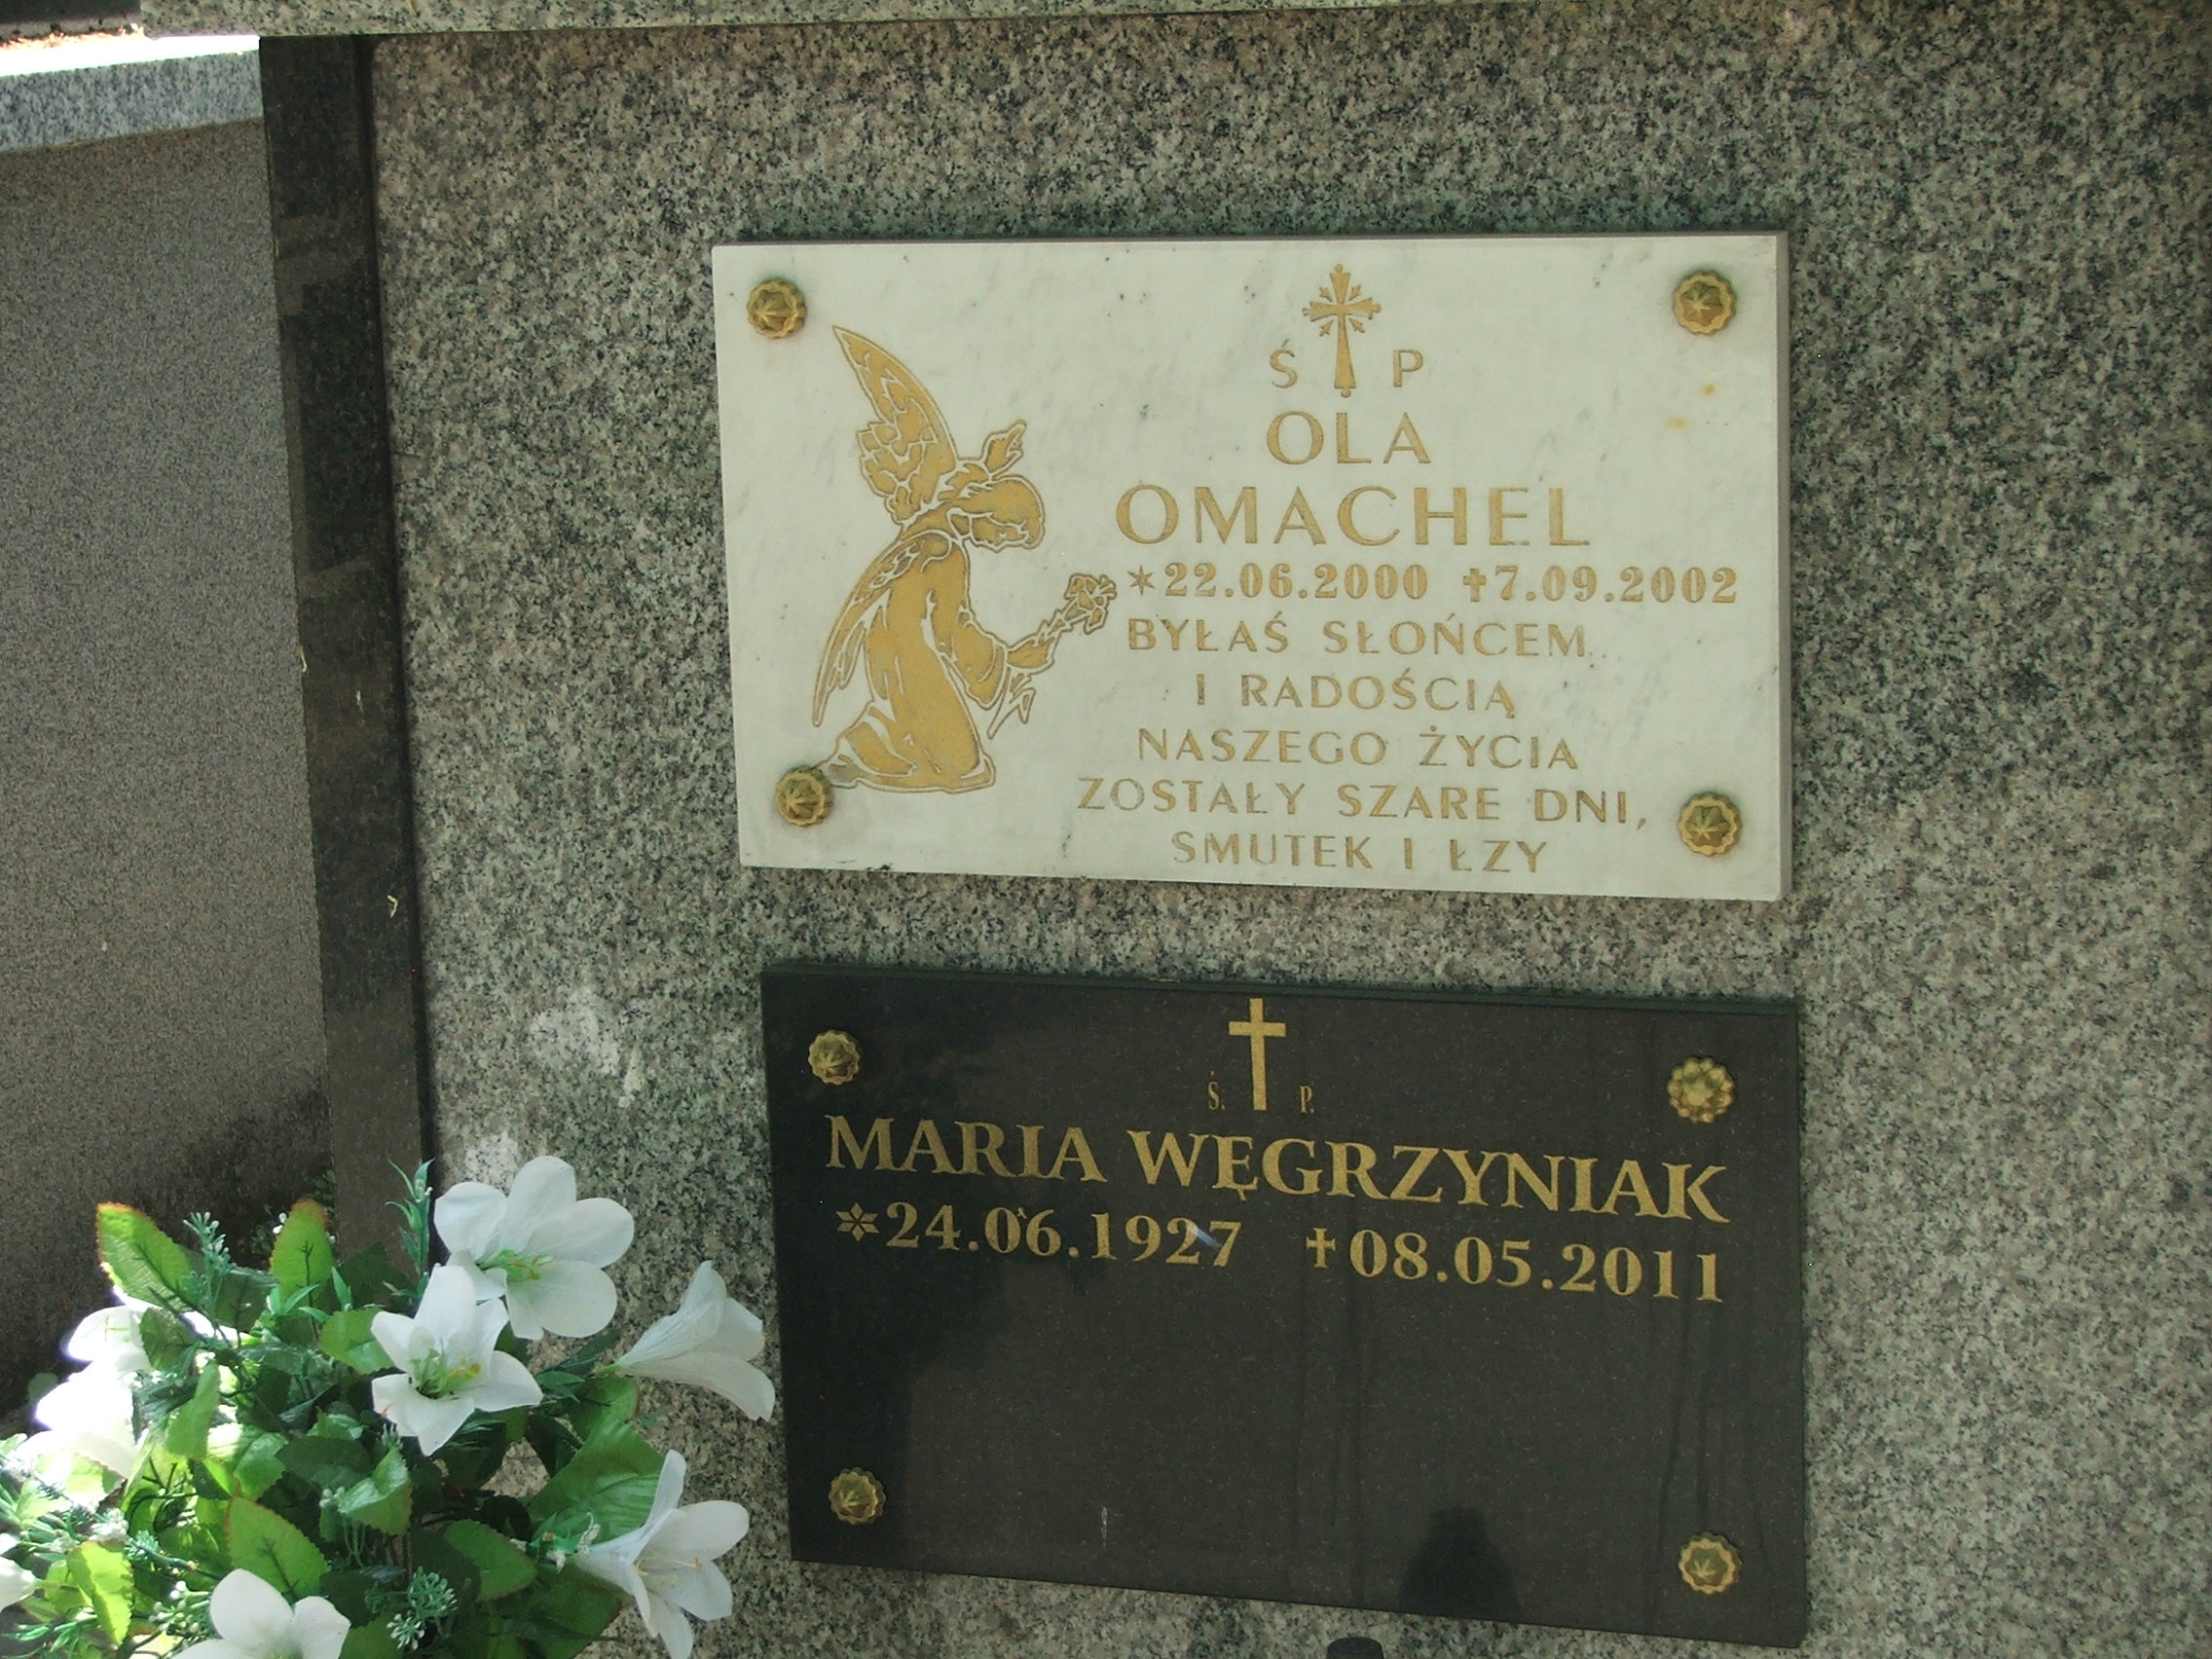 Ś P
OLA
OMACHEL
*22.06.2000 ✝7.09.2002
BYŁAŚ SŁOŃCEM
I RADOŚCIĄ
NASZEGO ŻYCIA
ZOSTAŁY SZARE DNI,
SMUTEK I ŁZY
Ś. P.
MARIA WĘGRZYNIAK
*24.06.1927 ✝08.05.2011